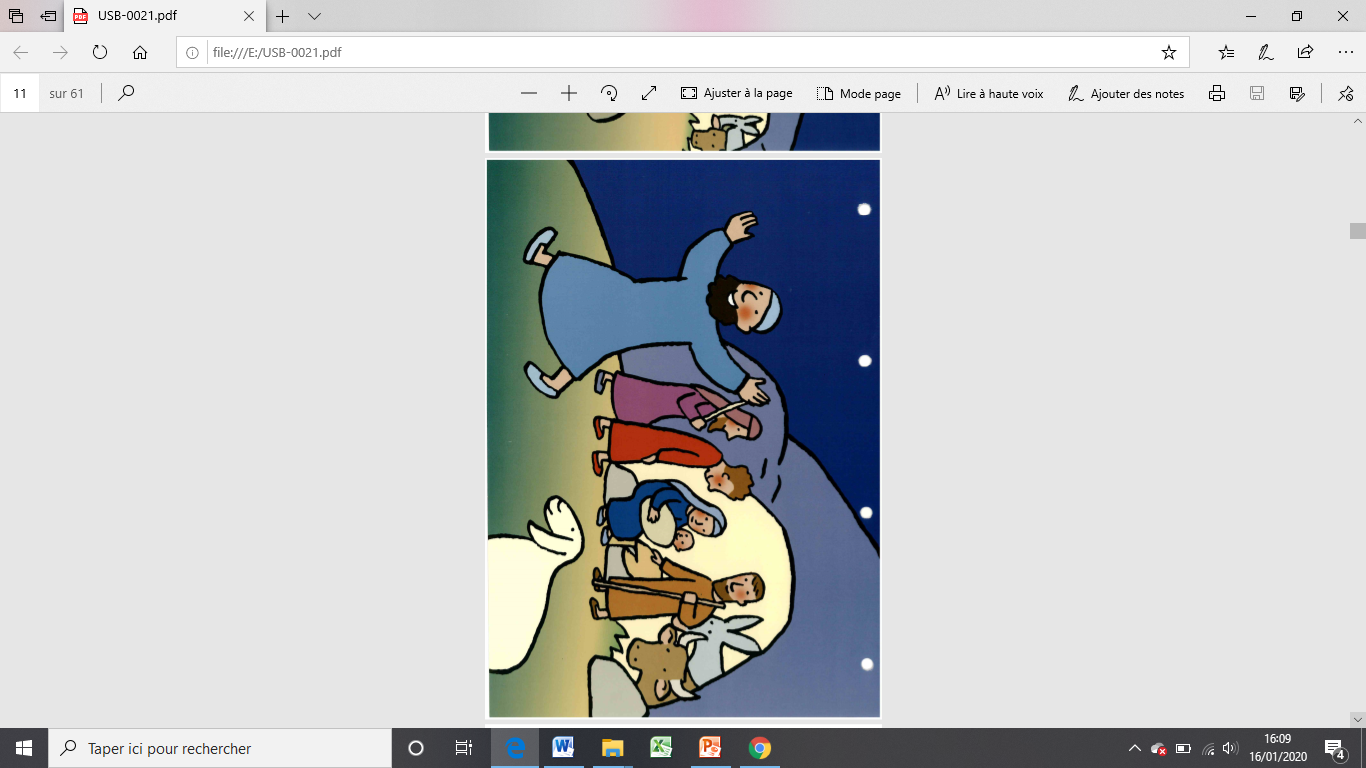 USB-0021.pdf
file:///E:/USB-0021.pdf
11 sur 61 Ajuster à la page Mode page Lire à haute voix Ajouter des notes
Taper ici pour rechercher
16:09
16/01/2020
4